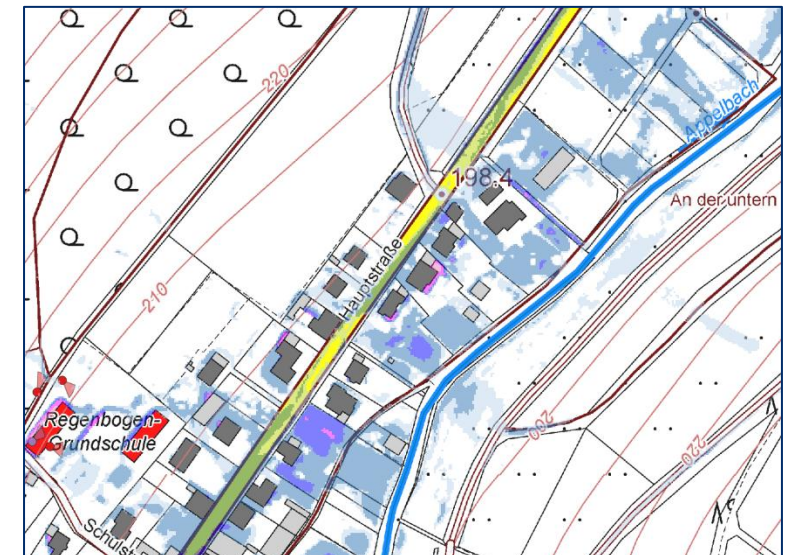 220
Appelbach
198.4
An der untern
Hauptstraße
210
Regenbogen-
Grundschule
200
220
Schulst